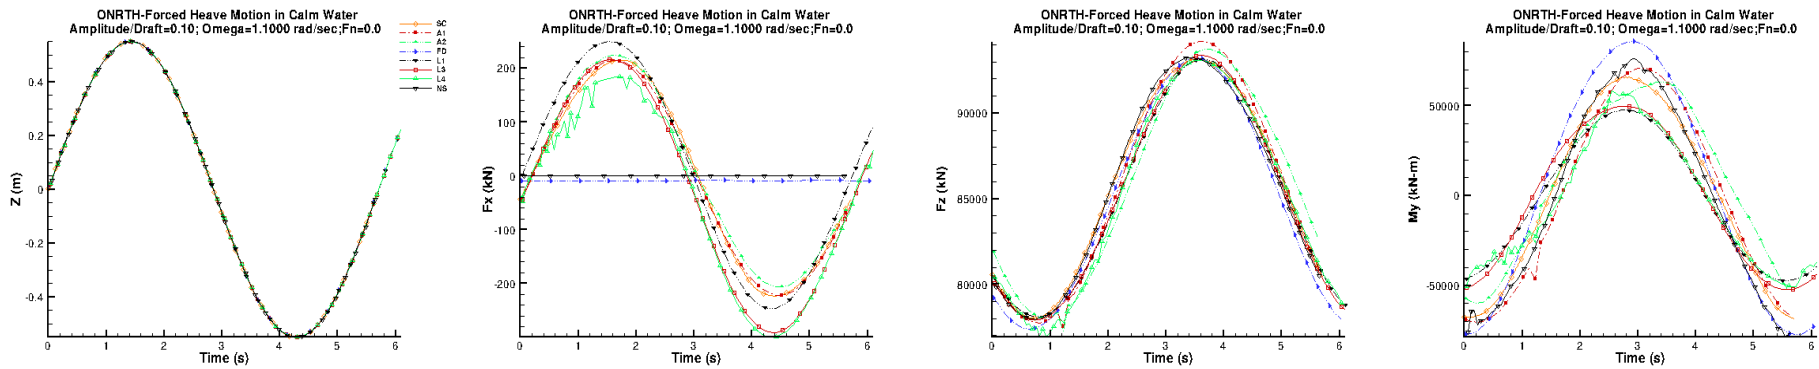 ONRTH-Forced Heave Motion in Calm Water
Amplitude/Draft=0.10; Omega=1.1000 rad/sec;Fn=0.0
Z (m)
0.4
0.2
0
-0.2
-0.4
0 1 2 3 4 5 6
Time (s)
SC
A1
A2
FD
L1
L3
L4
NS
ONRTH-Forced Heave Motion in Calm Water
Amplitude/Draft=0.10; Omega=1.1000 rad/sec;Fn=0.0
Fx (kN)
200
100
0
-100
-200
0 1 2 3 4 5 6
Time (s)
ONRTH-Forced Heave Motion in Calm Water
Amplitude/Draft=0.10; Omega=1.1000 rad/sec;Fn=0.0
Fz (kN)
90000
85000
80000
0 1 2 3 4 5 6
Time (s)
ONRTH-Forced Heave Motion in Calm Water
Amplitude/Draft=0.10; Omega=1.1000 rad/sec;Fn=0.0
My (kN-m)
50000
0
-50000
0 1 2 3 4 5 6
Time (s)